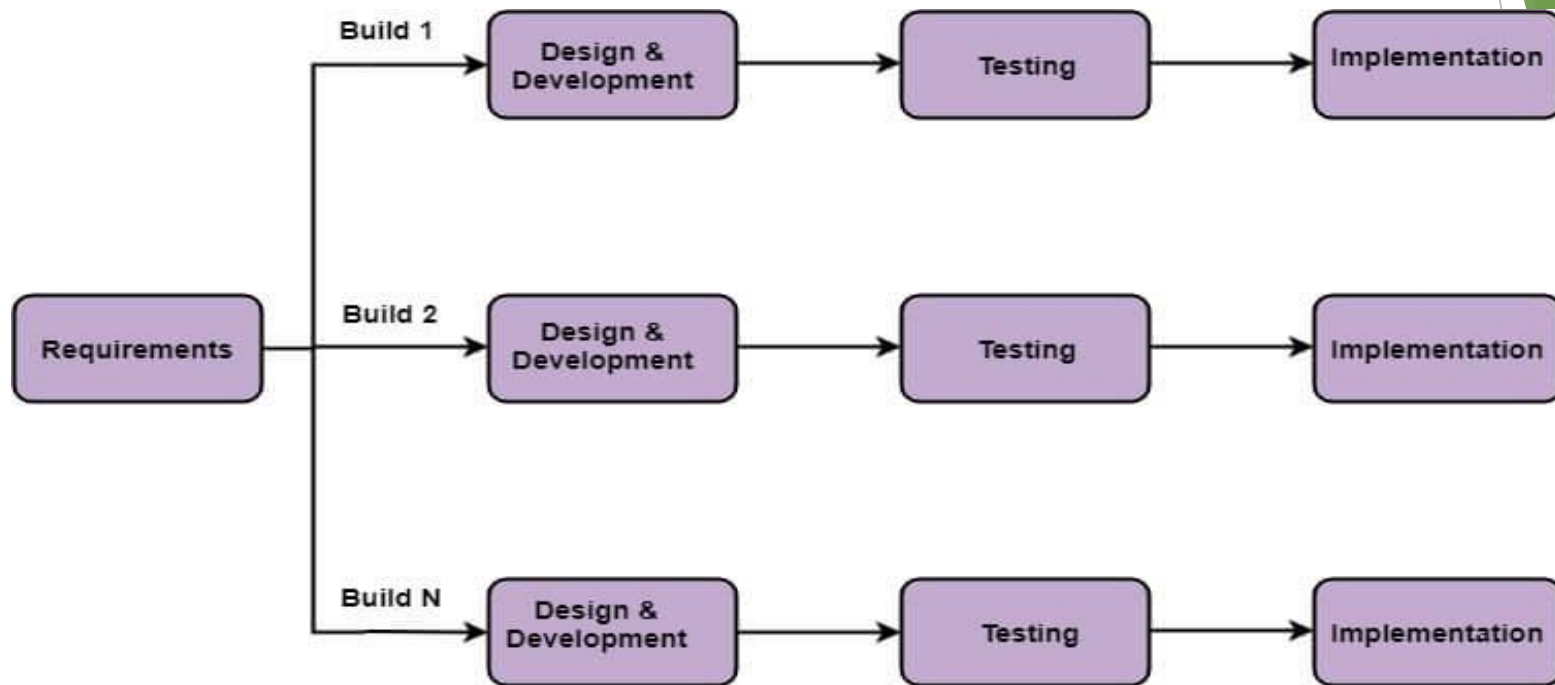 Build 1
Design &
Development
Testing
Implementation
Requirements
Build 2
Design &
Development
Testing
Implementation
Build N
Design &
Development
Testing
Implementation